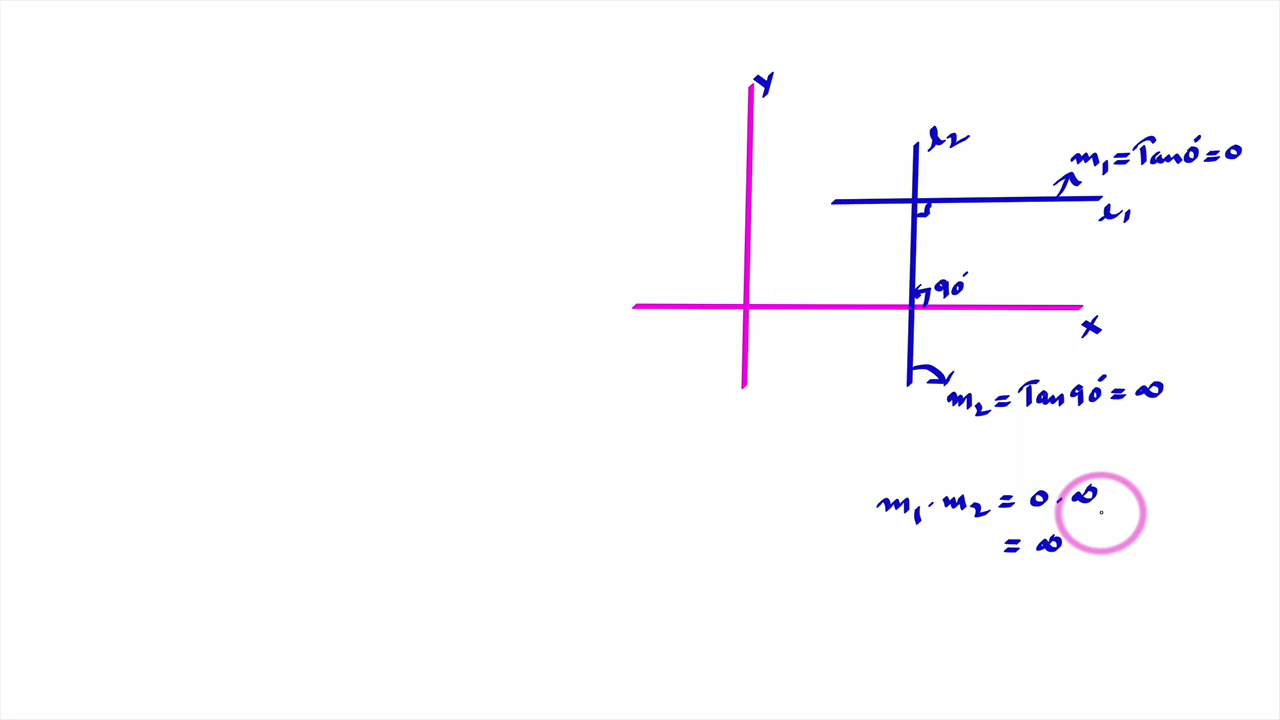 Y
l2
m₁ = Tan0° = 0
l₁
90°
X
m₂ = Tan90° = ∞
m₁ · m₂ = 0 · ∞
= ∞